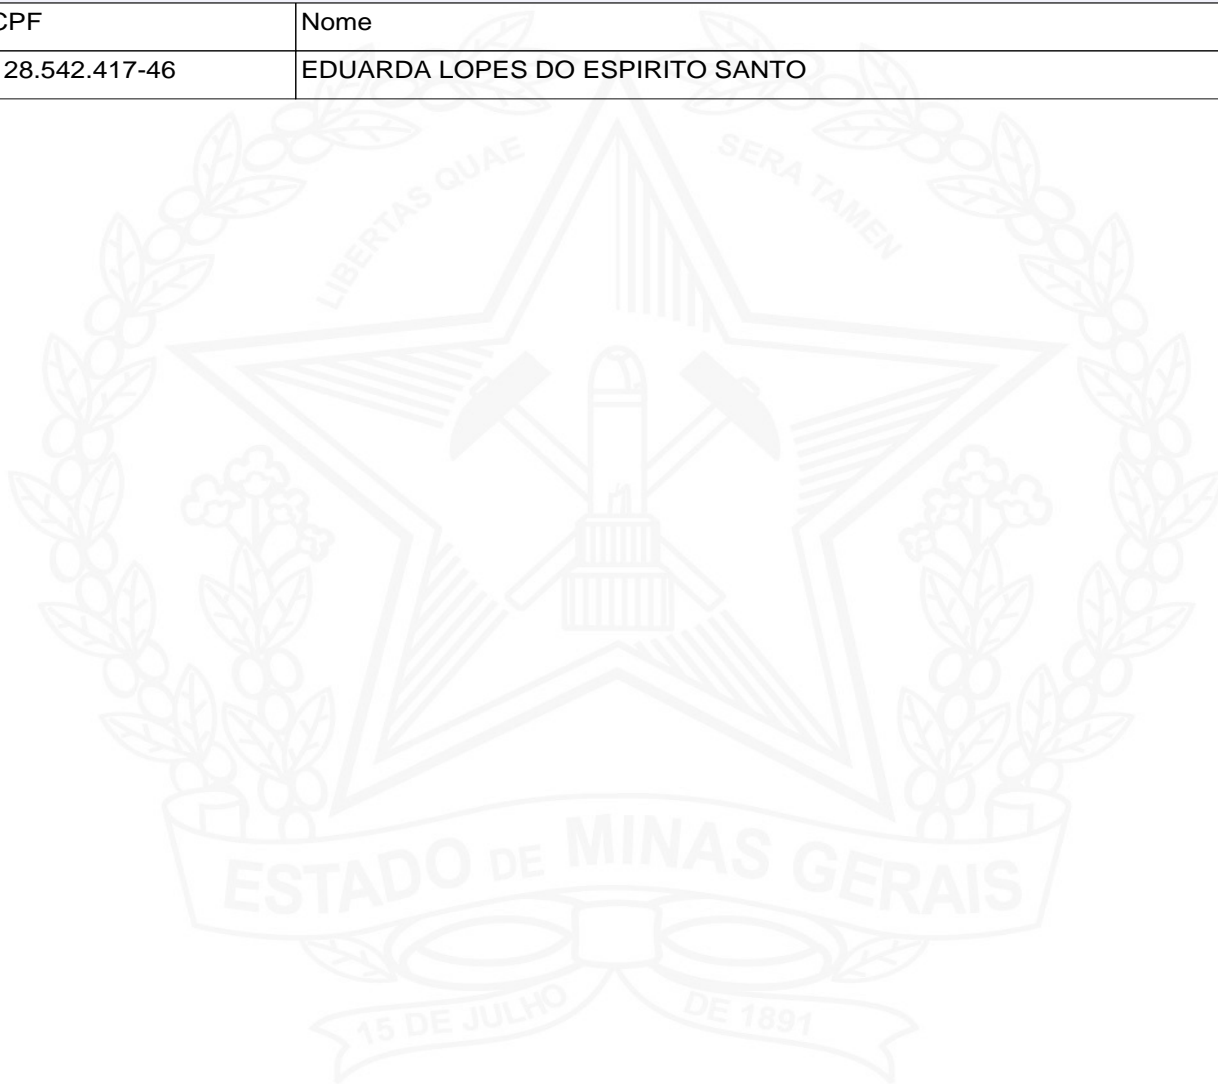 CPF Nome
28.542.417-46 EDUARDA LOPES DO ESPIRITO SANTO
LIBERTAS QUAE SERA TAMEN
ESTADO DE MINAS GERAIS
15 DE JULHO DE 1891